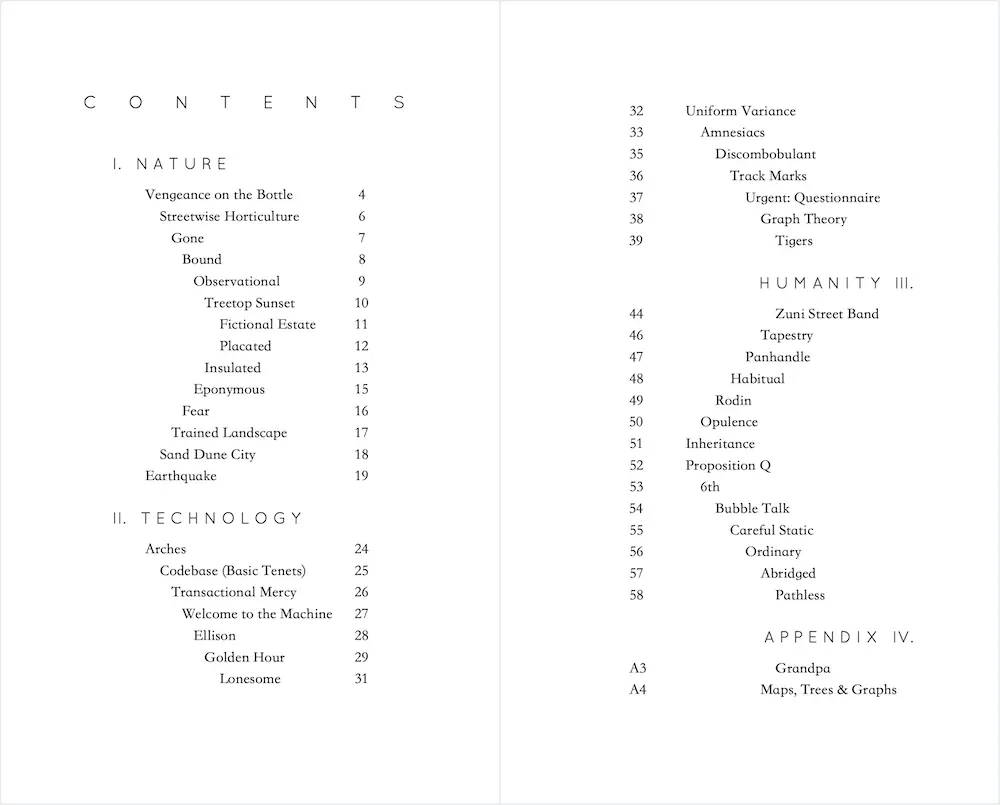 CONTENTS
I. NATURE
Vengeance on the Bottle 4
Streetwise Horticulture 6
Gone 7
Bound 8
Observational 9
Treetop Sunset 10
Fictional Estate 11
Placated 12
Insulated 13
Eponymous 15
Fear 16
Trained Landscape 17
Sand Dune City 18
Earthquake 19
II. TECHNOLOGY
Arches 24
Codebase (Basic Tenets) 25
Transactional Mercy 26
Welcome to the Machine 27
Ellison 28
Golden Hour 29
Lonesome 31
32 Uniform Variance
33 Amnesiacs
35 Discombobulant
36 Track Marks
37 Urgent: Questionnaire
38 Graph Theory
39 Tigers
HUMANITY III.
44 Zuni Street Band
46 Tapestry
47 Panhandle
48 Habitual
49 Rodin
50 Opulence
51 Inheritance
52 Proposition Q
53 6th
54 Bubble Talk
55 Careful Static
56 Ordinary
57 Abridged
58 Pathless
APPENDIX IV.
A3 Grandpa
A4 Maps, Trees & Graphs